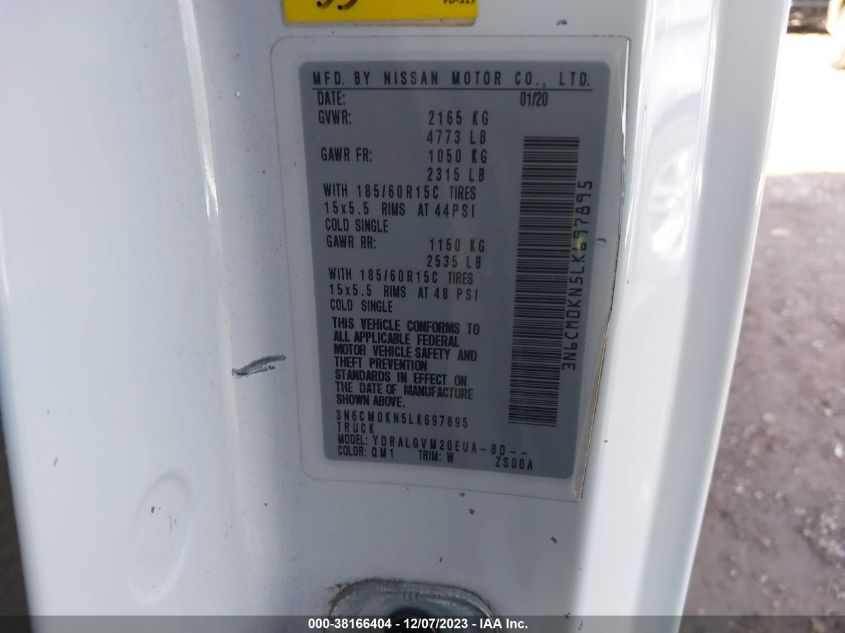 MFD. BY NISSAN MOTOR CO., LTD.
DATE: 01/20
GVWR: 2165 KG
4773 LB
GAWR FR: 1050 KG
2315 LB
WITH 185/60R15C TIRES
15x5.5 RIMS AT 44PSI
COLD SINGLE
GAWR RR: 1150 KG
2535 LB
WITH 185/60R15C TIRES
15x5.5 RIMS AT 48 PSI
COLD SINGLE
THIS VEHICLE CONFORMS TO
ALL APPLICABLE FEDERAL
MOTOR VEHICLE SAFETY AND
THEFT PREVENTION
STANDARDS IN EFFECT ON
THE DATE OF MANUFACTURE
SHOWN ABOVE.
3N6CM0KN5LK697895
TRUCK
MODEL: YDRALGVM20EUA-6D--
COLOR: QM1 TRIM: W ZS00A
3N6CM0KN5LK697895
000-38166404 - 12/07/2023 - IAA Inc.